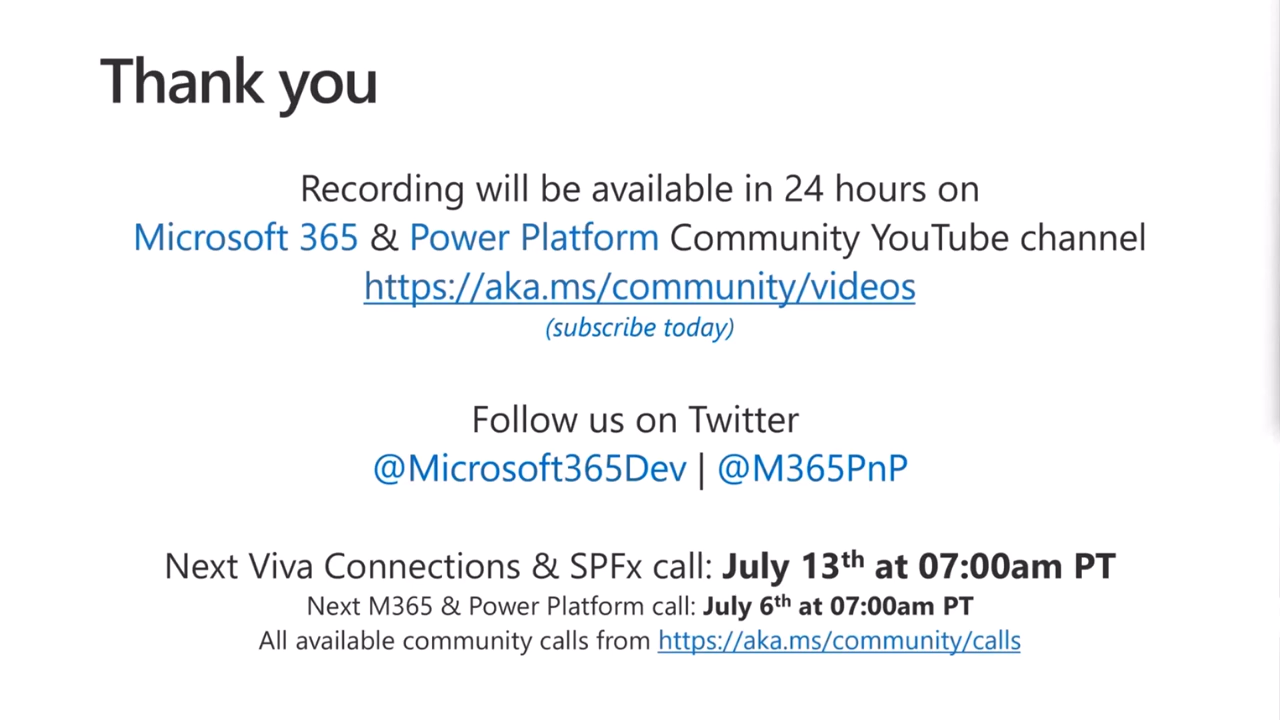 Thank you
Recording will be available in 24 hours on
Microsoft 365 & Power Platform Community YouTube channel
https://aka.ms/community/videos
(subscribe today)
Follow us on Twitter
@Microsoft365Dev | @M365PnP
Next Viva Connections & SPFx call: July 13th at 07:00am PT
Next M365 & Power Platform call: July 6th at 07:00am PT
All available community calls from https://aka.ms/community/calls